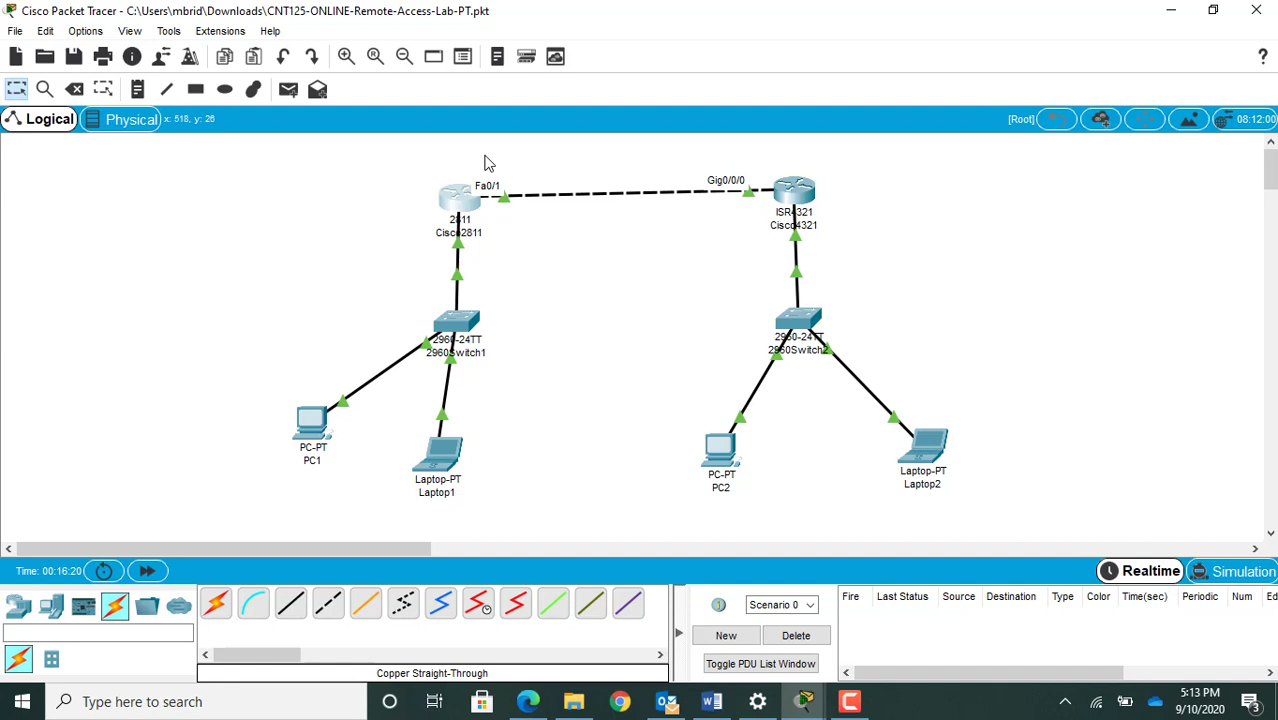 Cisco Packet Tracer - C:\Users\mbrid\Downloads\CNT125-ONLINE-Remote-Access-Lab-PT.pkt
File Edit Options View Tools Extensions Help
Logical Physical x: 518, y: 26 [Root] 08:12:00
Fa0/1
Gig0/0/0
2811
Cisco2811
ISR4321
Cisco4321
2960-24TT
2960Switch1
2960-24TT
2960Switch2
PC-PT
PC1
Laptop-PT
Laptop1
PC-PT
PC2
Laptop-PT
Laptop2
Time: 00:16:20 Realtime Simulation
Scenario 0
New Delete
Toggle PDU List Window
Fire Last Status Source Destination Type Color Time(sec) Periodic Num Ed
Copper Straight-Through
Type here to search
5:13 PM
9/10/2020
3